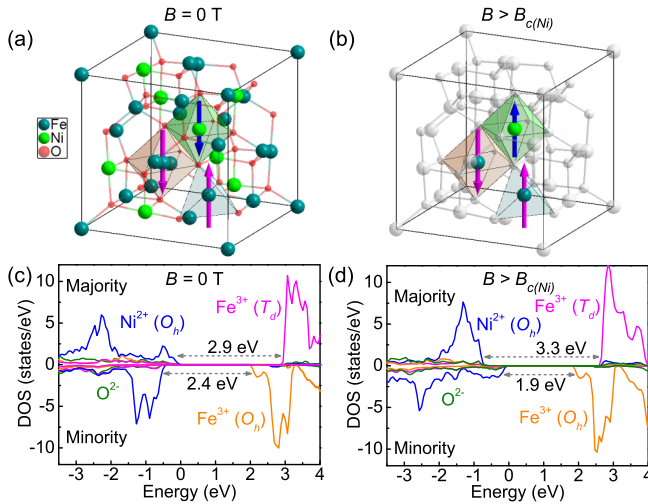 B = 0 T
B > Bc(Ni)
(a)
(b)
Fe
Ni
O
(c)
B = 0 T
(d)
B > Bc(Ni)
DOS (states/eV)
10
5
0
-5
-10
Majority
Ni2+ (Oh)
Fe3+ (Td)
2.9 eV
2.4 eV
O2-
Fe3+ (Oh)
Minority
-3 -2 -1 0 1 2 3 4
Energy (eV)
DOS (states/eV)
10
5
0
-5
-10
Majority
Ni2+ (Oh)
Fe3+ (Td)
3.3 eV
1.9 eV
O2-
Fe3+ (Oh)
Minority
-3 -2 -1 0 1 2 3 4
Energy (eV)